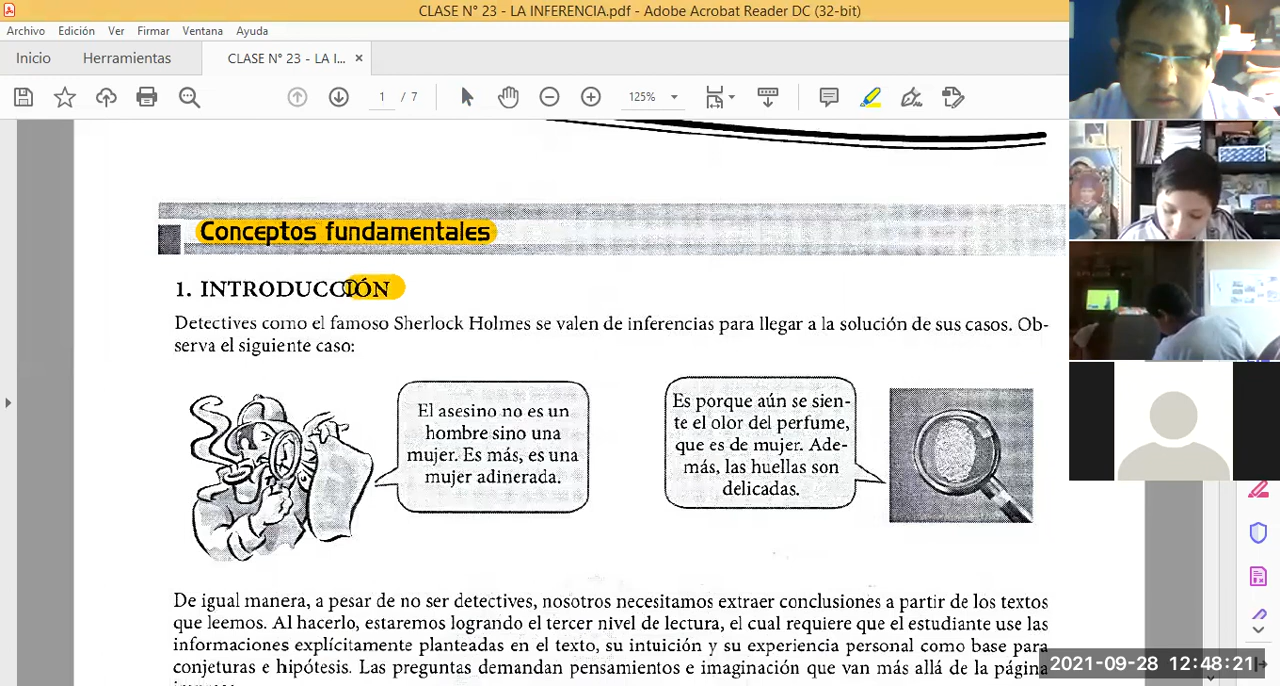 CLASE N° 23 - LA INFERENCIA.pdf - Adobe Acrobat Reader DC (32-bit)
Archivo Edición Ver Firmar Ventana Ayuda
Inicio Herramientas CLASE N° 23 - LA I... ×
1 / 7 125%
Conceptos fundamentales
1. INTRODUCCIÓN
Detectives como el famoso Sherlock Holmes se valen de inferencias para llegar a la solución de sus casos. Ob-
serva el siguiente caso:
El asesino no es un
hombre sino una
mujer. Es más, es una
mujer adinerada.
Es porque aún se sien-
te el olor del perfume,
que es de mujer. Ade-
más, las huellas son
delicadas.
De igual manera, a pesar de no ser detectives, nosotros necesitamos extraer conclusiones a partir de los textos
que leemos. Al hacerlo, estaremos logrando el tercer nivel de lectura, el cual requiere que el estudiante use las
informaciones explícitamente planteadas en el texto, su intuición y su experiencia personal como base para
conjeturas e hipótesis. Las preguntas demandan pensamientos e imaginación que van más allá de la página
2021-09-28 12:48:21